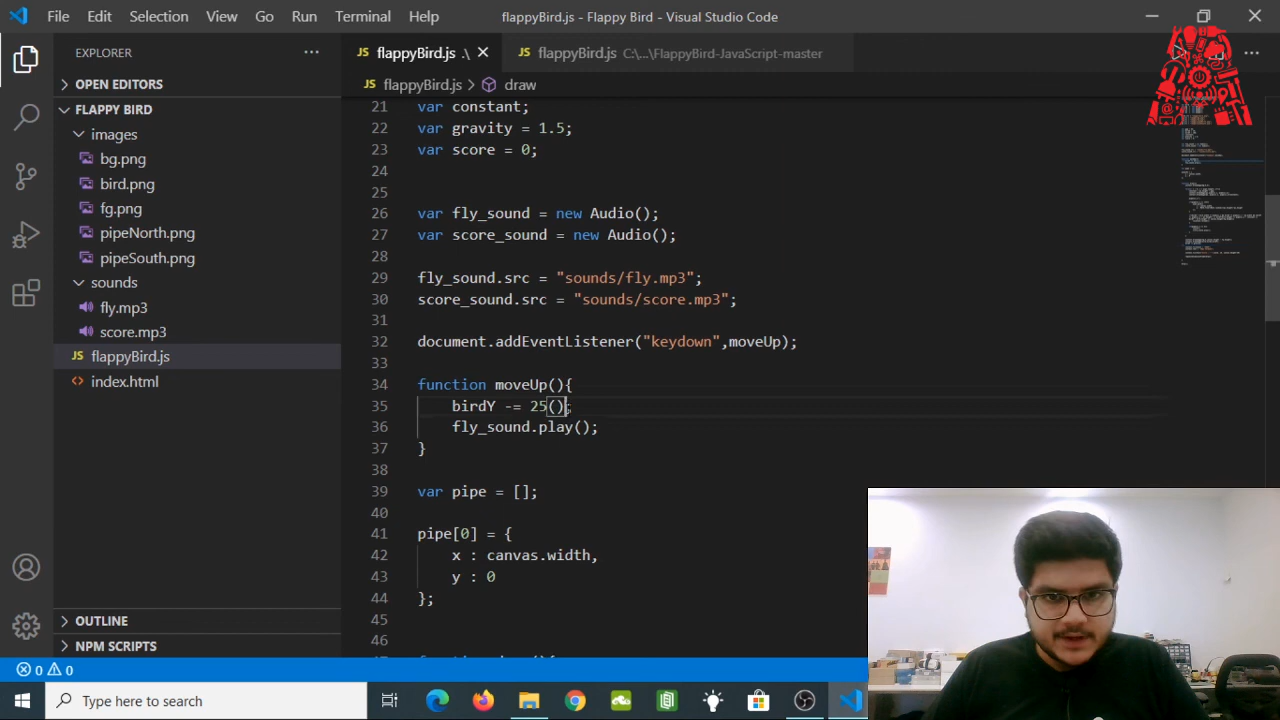 File Edit Selection View Go Run Terminal Help flappyBird.js - Flappy Bird - Visual Studio Code
EXPLORER
OPEN EDITORS
FLAPPY BIRD
images
bg.png
bird.png
fg.png
pipeNorth.png
pipeSouth.png
sounds
fly.mp3
score.mp3
JS flappyBird.js
<> index.html
OUTLINE
NPM SCRIPTS
JS flappyBird.js .\ JS flappyBird.js C:\...\FlappyBird-JavaScript-master
JS flappyBird.js > draw
21 var constant;
22 var gravity = 1.5;
23 var score = 0;
24
25
26 var fly_sound = new Audio();
27 var score_sound = new Audio();
28
29 fly_sound.src = "sounds/fly.mp3";
30 score_sound.src = "sounds/score.mp3";
31
32 document.addEventListener("keydown",moveUp);
33
34 function moveUp(){
35 birdY -= 25();
36 fly_sound.play();
37 }
38
39 var pipe = [];
40
41 pipe[0] = {
42 x : canvas.width,
43 y : 0
44 };
45
46
0 0
Type here to search